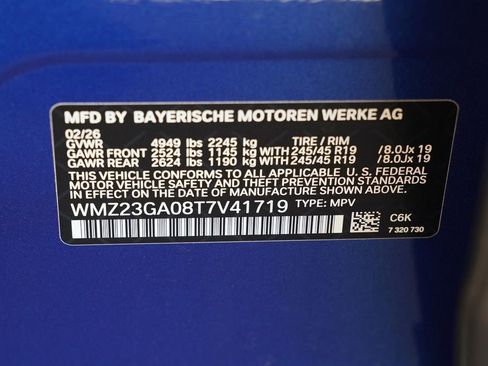 MFD BY BAYERISCHE MOTOREN WERKE AG
02/26
GVWR 4949 lbs 2245 kg TIRE / RIM
GAWR FRONT 2524 lbs 1145 kg WITH 245/45 R19 /8.0Jx 19
GAWR REAR 2624 lbs 1190 kg WITH 245/45 R19 /8.0Jx 19
THIS VEHICLE CONFORMS TO ALL APPLICABLE U. S. FEDERAL
MOTOR VEHICLE SAFETY AND THEFT PREVENTION STANDARDS
IN EFFECT ON THE DATE OF MANUFACTURE SHOWN ABOVE.
WMZ23GA08T7V41719 TYPE: MPV
C6K
7 320 730